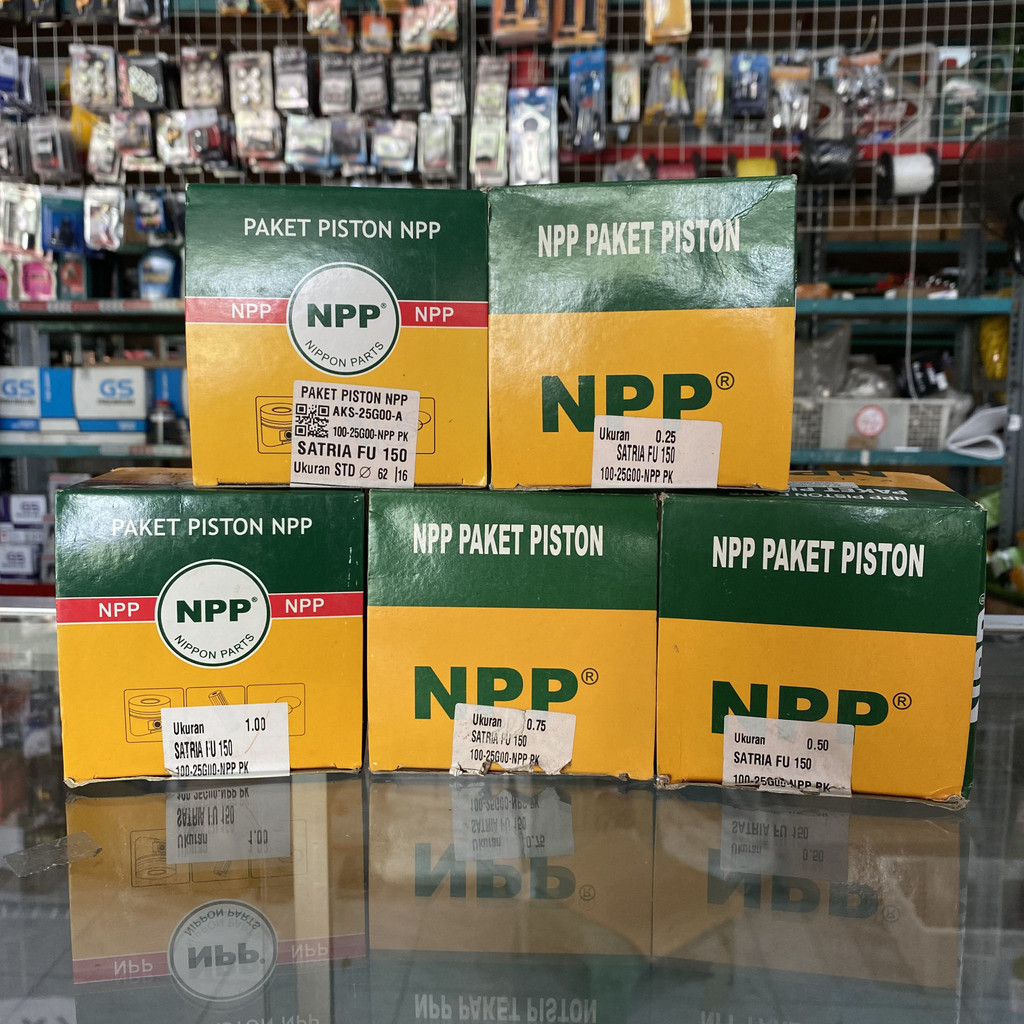 PAKET PISTON NPP
NPP
NPP®
NPP
NIPPON PARTS
PAKET PISTON NPP
AKS-25G00-A
100-25G00-NPP PK
SATRIA FU 150
Ukuran STD ∅ 62 |16
NPP PAKET PISTON
NPP®
Ukuran 0.25
SATRIA FU 150
100-25G00-NPP PK
GS
GS
PAKET PISTON NPP
NPP
NPP®
NPP
NIPPON PARTS
Ukuran 1.00
SATRIA FU 150
100-25G00-NPP PK
NPP PAKET PISTON
NPP®
Ukuran 0.75
SATRIA FU 150
100-25G00-NPP PK
NPP PISTON
PAKET
NPP PAKET PISTON
NPP®
Ukuran 0.50
SATRIA FU 150
100-25G00-NPP PK